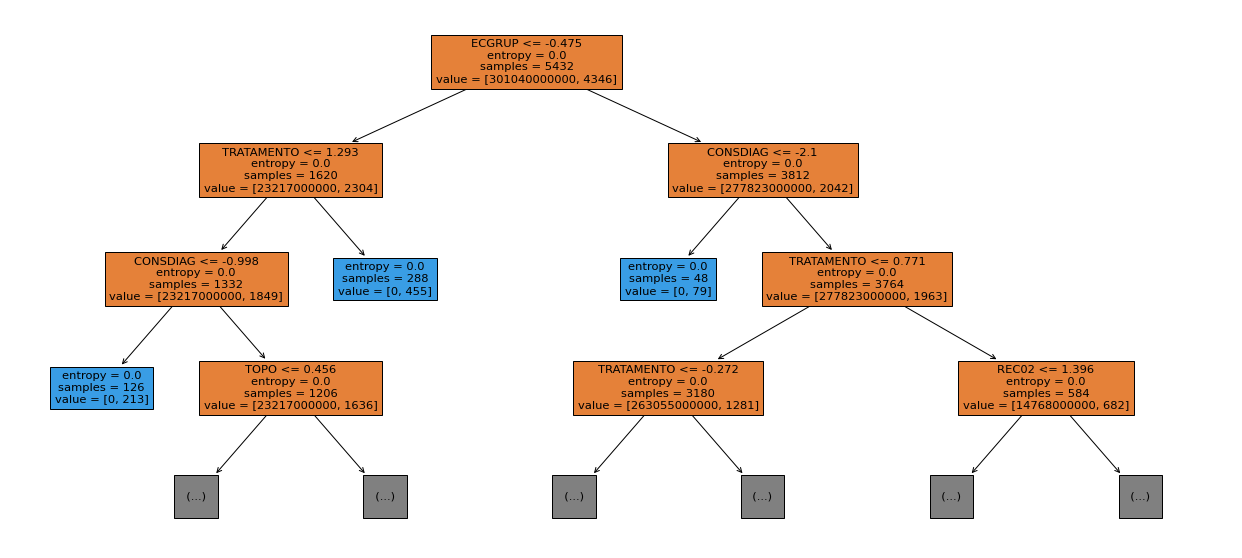 ECGRUP <= -0.475
entropy = 0.0
samples = 5432
value = [301040000000, 4346]
TRATAMENTO <= 1.293
entropy = 0.0
samples = 1620
value = [23217000000, 2304]
CONSDIAG <= -2.1
entropy = 0.0
samples = 3812
value = [277823000000, 2042]
CONSDIAG <= -0.998
entropy = 0.0
samples = 1332
value = [23217000000, 1849]
entropy = 0.0
samples = 288
value = [0, 455]
entropy = 0.0
samples = 48
value = [0, 79]
TRATAMENTO <= 0.771
entropy = 0.0
samples = 3764
value = [277823000000, 1963]
entropy = 0.0
samples = 126
value = [0, 213]
TOPO <= 0.456
entropy = 0.0
samples = 1206
value = [23217000000, 1636]
TRATAMENTO <= -0.272
entropy = 0.0
samples = 3180
value = [263055000000, 1281]
REC02 <= 1.396
entropy = 0.0
samples = 584
value = [14768000000, 682]
(...)
(...)
(...)
(...)
(...)
(...)